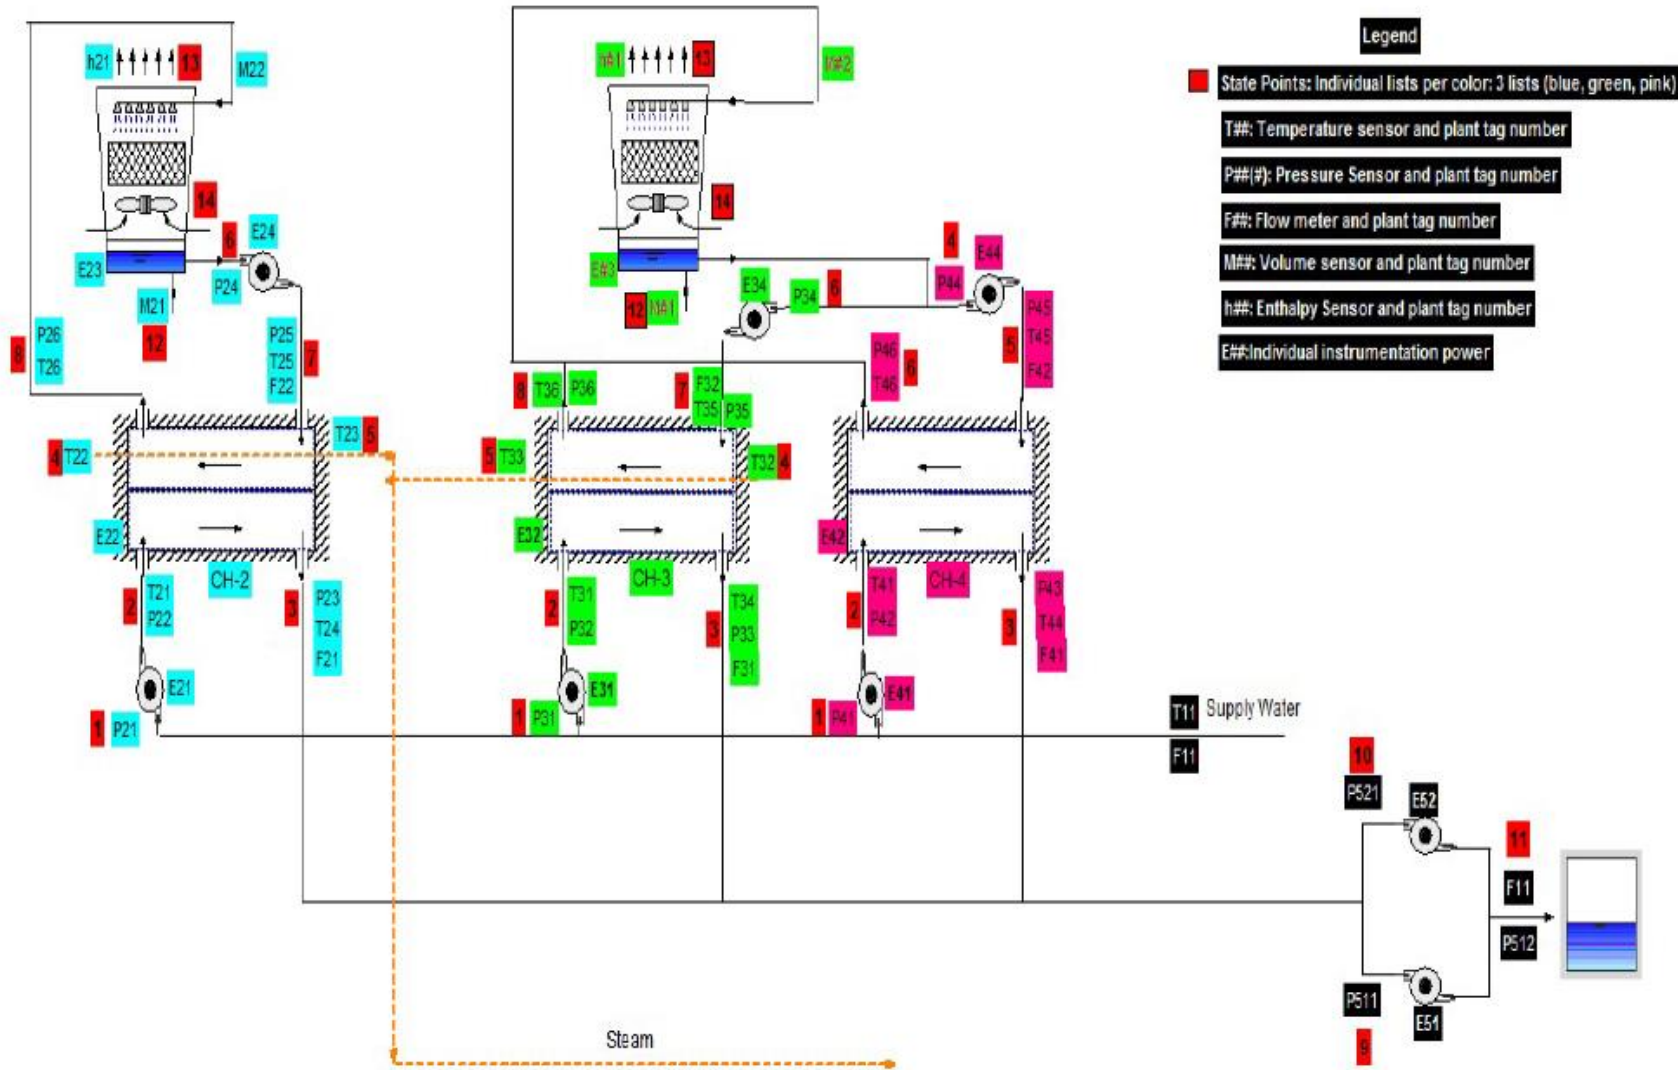 Legend
State Points: Individual lists per color: 3 lists (blue, green, pink)
T##: Temperature sensor and plant tag number
P##(#): Pressure Sensor and plant tag number
F##: Flow meter and plant tag number
M##: Volume sensor and plant tag number
h##: Enthalpy Sensor and plant tag number
E##:Individual instrumentation power
h21
13
M22
14
6
E24
E23
P24
M21
12
8
P26
T26
P25
T25
F22
7
4
T22
T23
5
E22
CH-2
2
T21
P22
3
P23
T24
F21
E21
1
P21
h#1
13
M#2
14
E#3
12
M#1
E34
P34
6
4
P44
E44
P45
T45
F42
5
P46
T46
6
8
T36
P36
7
F32
T35
P35
5
T33
T32
4
E32
CH-3
E42
CH-4
2
T31
P32
3
T34
P33
F31
2
T41
P42
3
P43
T44
F41
E31
1
P31
E41
1
P41
T11
Supply Water
F11
10
P521
E52
11
F11
P512
P511
E51
9
Steam